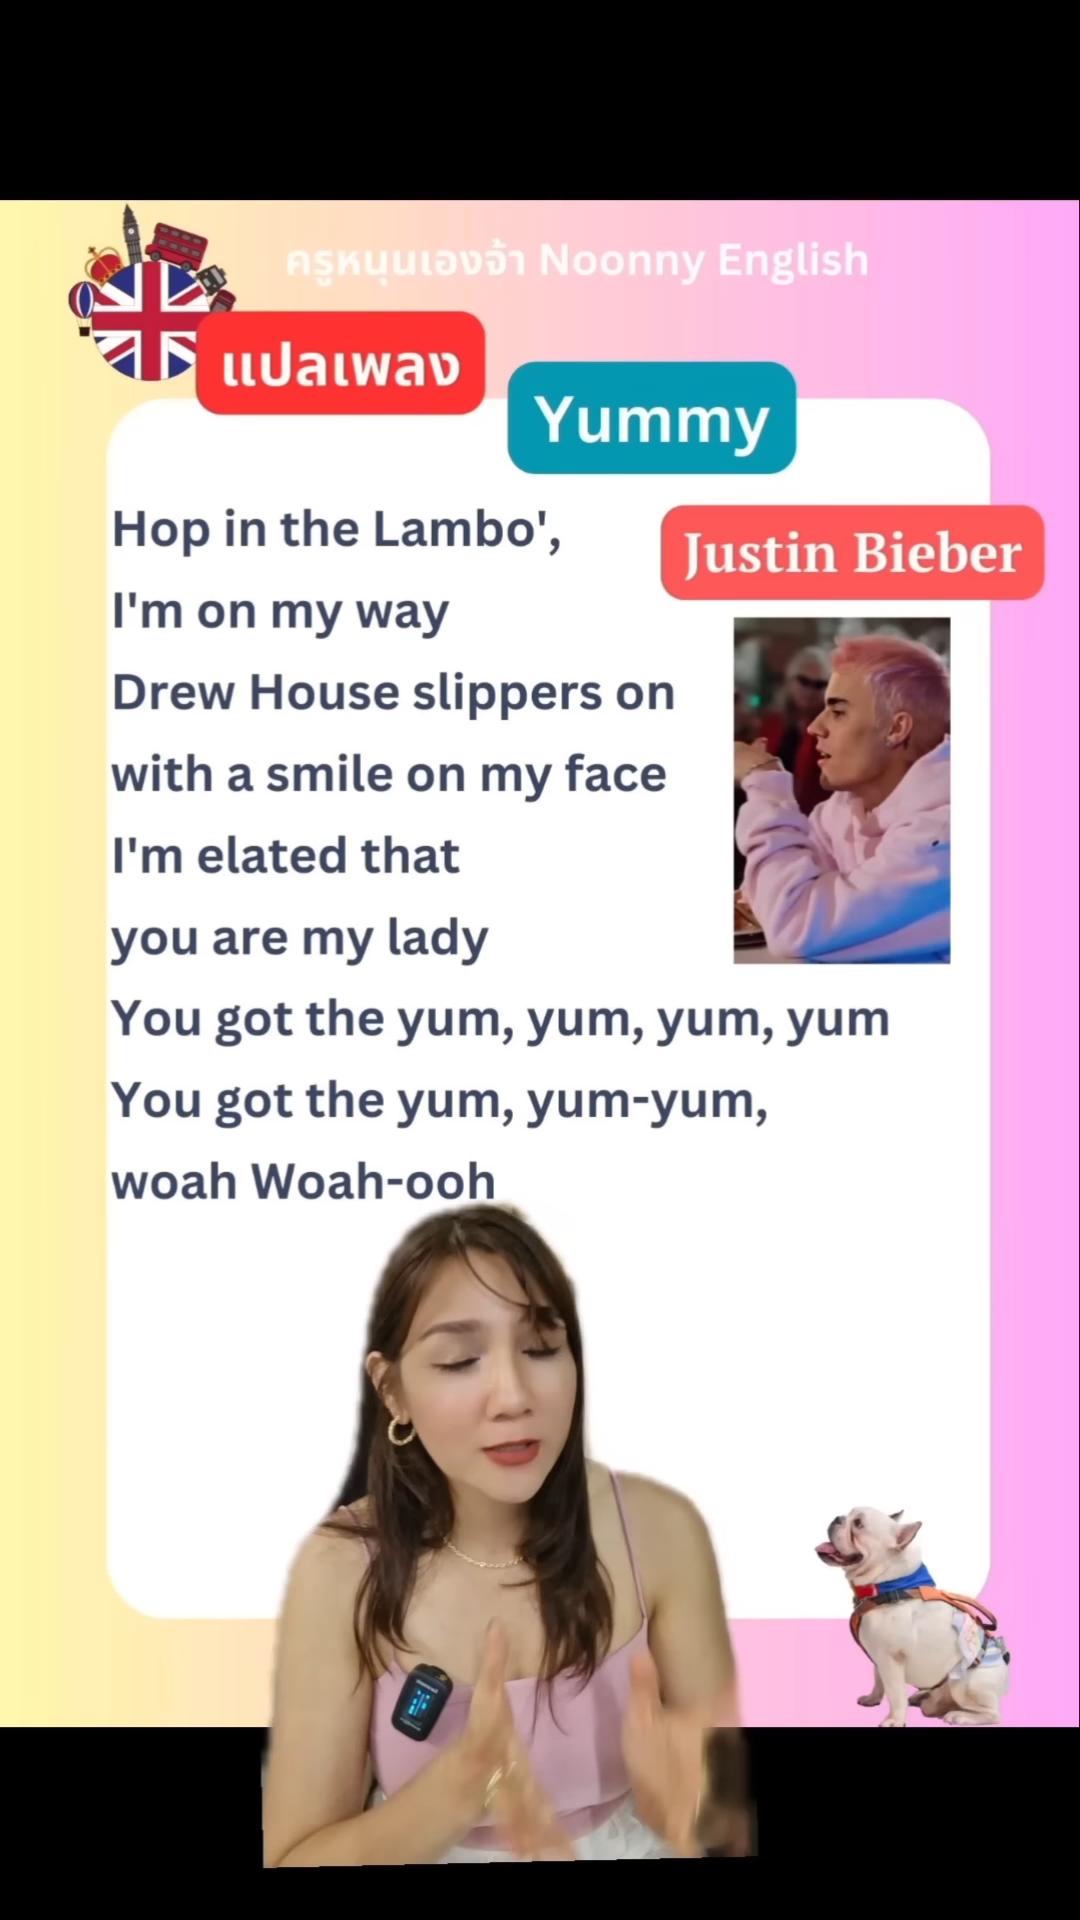 ครูหนุนเองจ้า Noonny English
แปลเพลง
Yummy
Justin Bieber
Hop in the Lambo',
I'm on my way
Drew House slippers on
with a smile on my face
I'm elated that
you are my lady
You got the yum, yum, yum, yum
You got the yum, yum-yum,
woah Woah-ooh